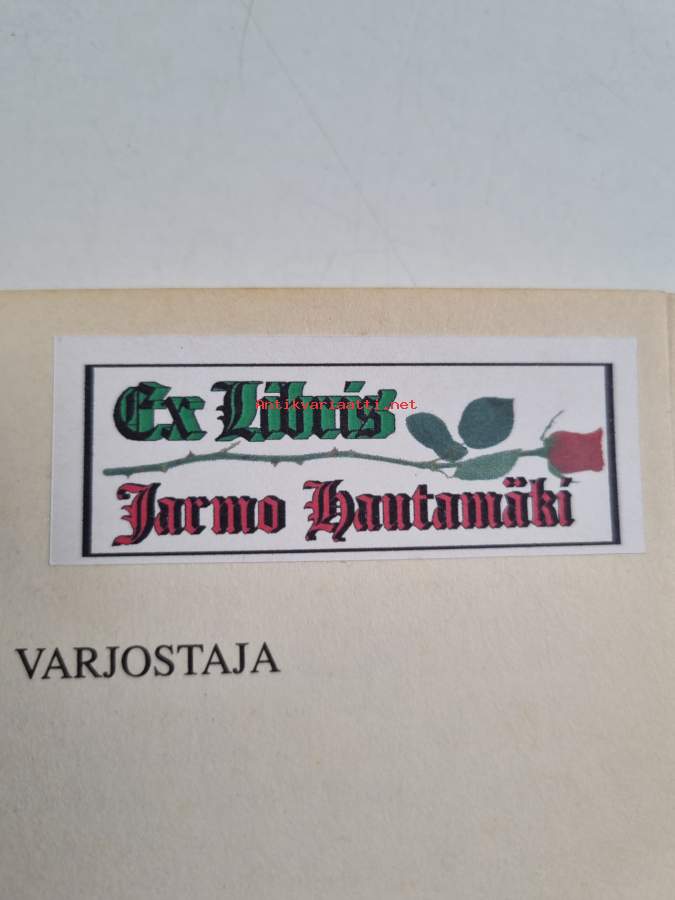 Ex Libris
Antikvariaatti.net
Jarmo Hautamäki
VARJOSTAJA